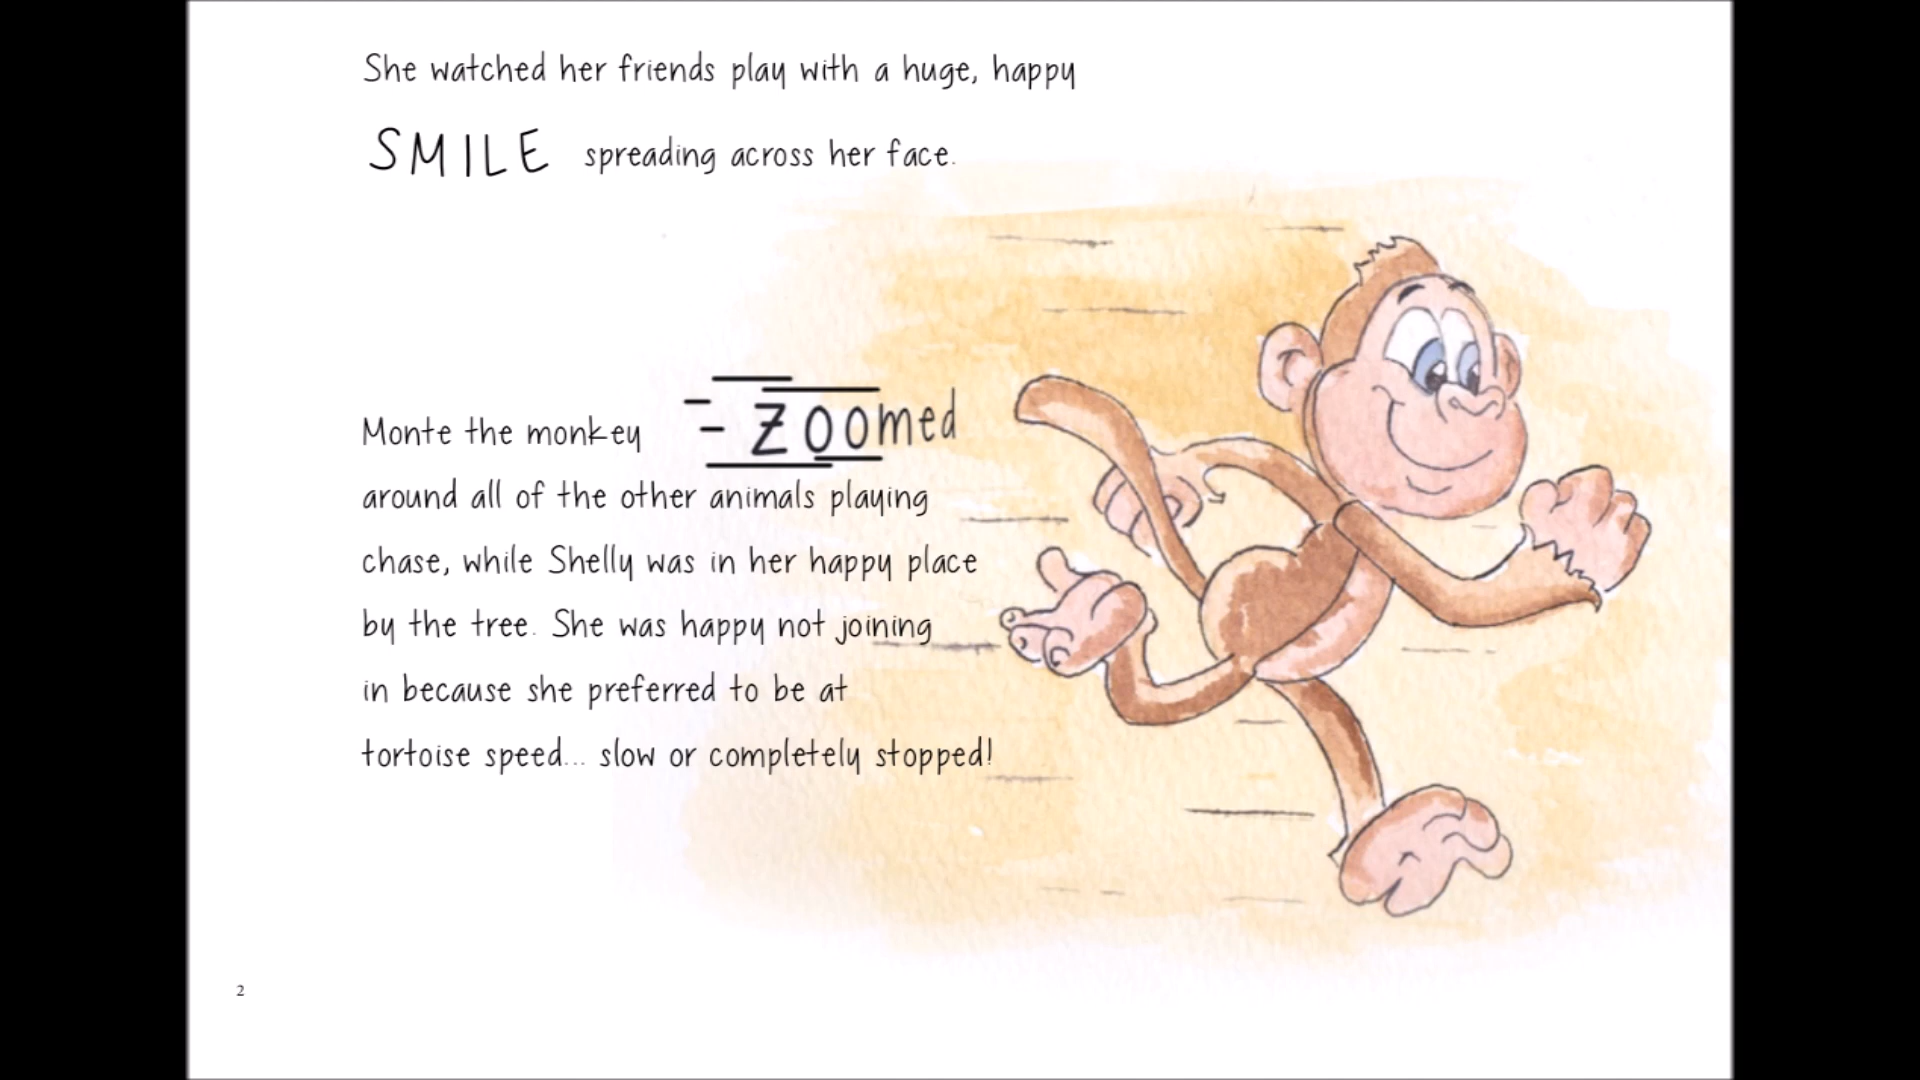 She watched her friends play with a huge, happy
SMILE spreading across her face.
Monte the monkey zoomed
around all of the other animals playing
chase, while Shelly was in her happy place
by the tree. She was happy not joining
in because she preferred to be at
tortoise speed... slow or completely stopped!
2